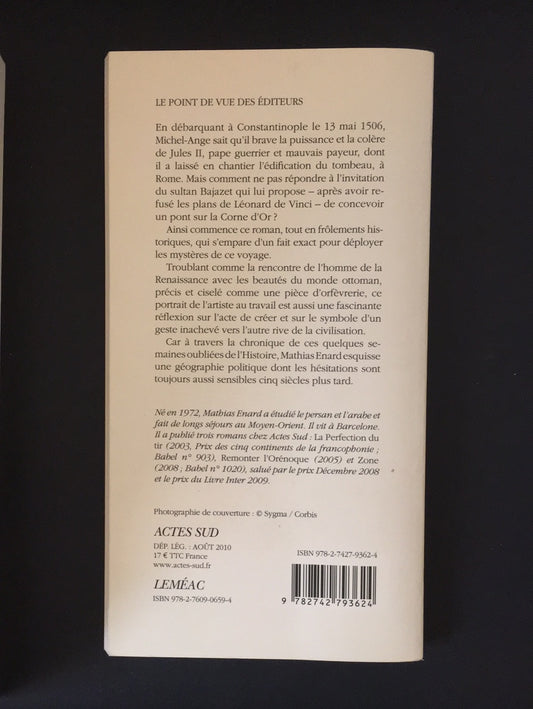 LE POINT DE VUE DES ÉDITEURS
En débarquant à Constantinople le 13 mai 1506,
Michel-Ange sait qu'il brave la puissance et la colère
de Jules II, pape guerrier et mauvais payeur, dont
il a laissé en chantier l'édification du tombeau, à
Rome. Mais comment ne pas répondre à l'invitation
du sultan Bajazet qui lui propose – après avoir re-
fusé les plans de Léonard de Vinci – de concevoir
un pont sur la Corne d'Or ?
Ainsi commence ce roman, tout en frôlements his-
toriques, qui s'empare d'un fait exact pour déployer
les mystères de ce voyage.
Troublant comme la rencontre de l'homme de la
Renaissance avec les beautés du monde ottoman,
précis et ciselé comme une pièce d'orfèvrerie, ce
portrait de l'artiste au travail est aussi une fascinante
réflexion sur l'acte de créer et sur le symbole d'un
geste inachevé vers l'autre rive de la civilisation.
Car à travers la chronique de ces quelques se-
maines oubliées de l'Histoire, Mathias Enard esquisse
une géographie politique dont les hésitations sont
toujours aussi sensibles cinq siècles plus tard.
Né en 1972, Mathias Enard a étudié le persan et l'arabe et
fait de longs séjours au Moyen-Orient. Il vit à Barcelone.
Il a publié trois romans chez Actes Sud : La Perfection du
tir (2003, Prix des cinq continents de la francophonie ;
Babel n° 903), Remonter l'Orénoque (2005) et Zone
(2008 ; Babel n° 1020), salué par le prix Décembre 2008
et le prix du Livre Inter 2009.
Photographie de couverture : © Sygma / Corbis
ACTES SUD
DÉP. LÉG. : AOÛT 2010
17 € TTC France
www.actes-sud.fr
ISBN 978-2-7427-9362-4
LEMÉAC
ISBN 978-2-7609-0659-4
9 782742 793624